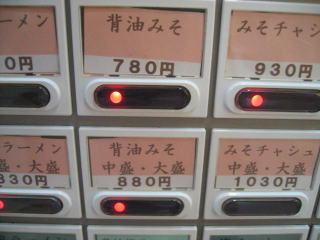 ラーメン
背油みそ
みそチャシ
0円
780円
930円
ラーメン
背油みそ
みそチャシュ
中盛・大盛
中盛・大盛
中盛・大盛
830円
880円
1030円